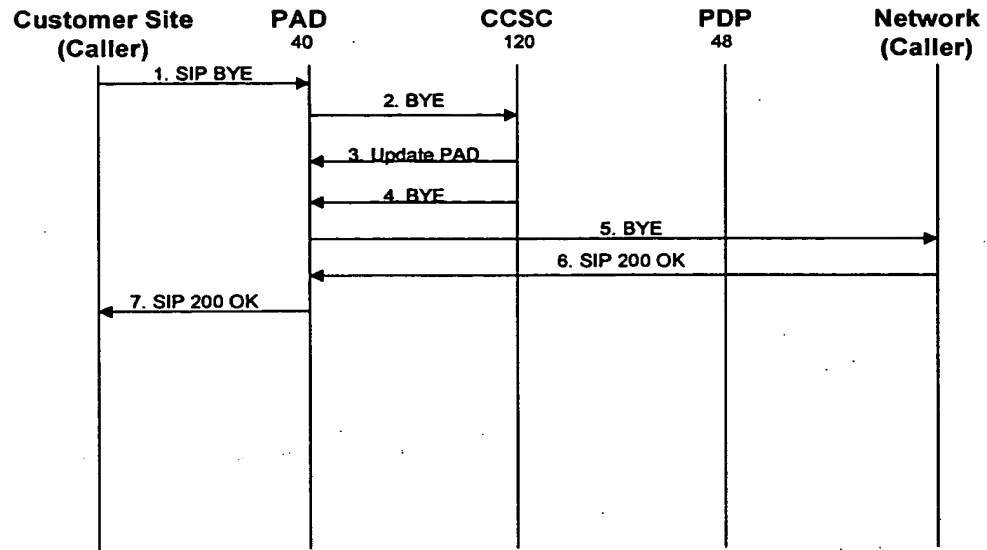 Customer Site PAD CCSC PDP Network
(Caller) 40 120 48 (Caller)
1. SIP BYE
2. BYE
3. Update PAD
4. BYE
5. BYE
6. SIP 200 OK
7. SIP 200 OK